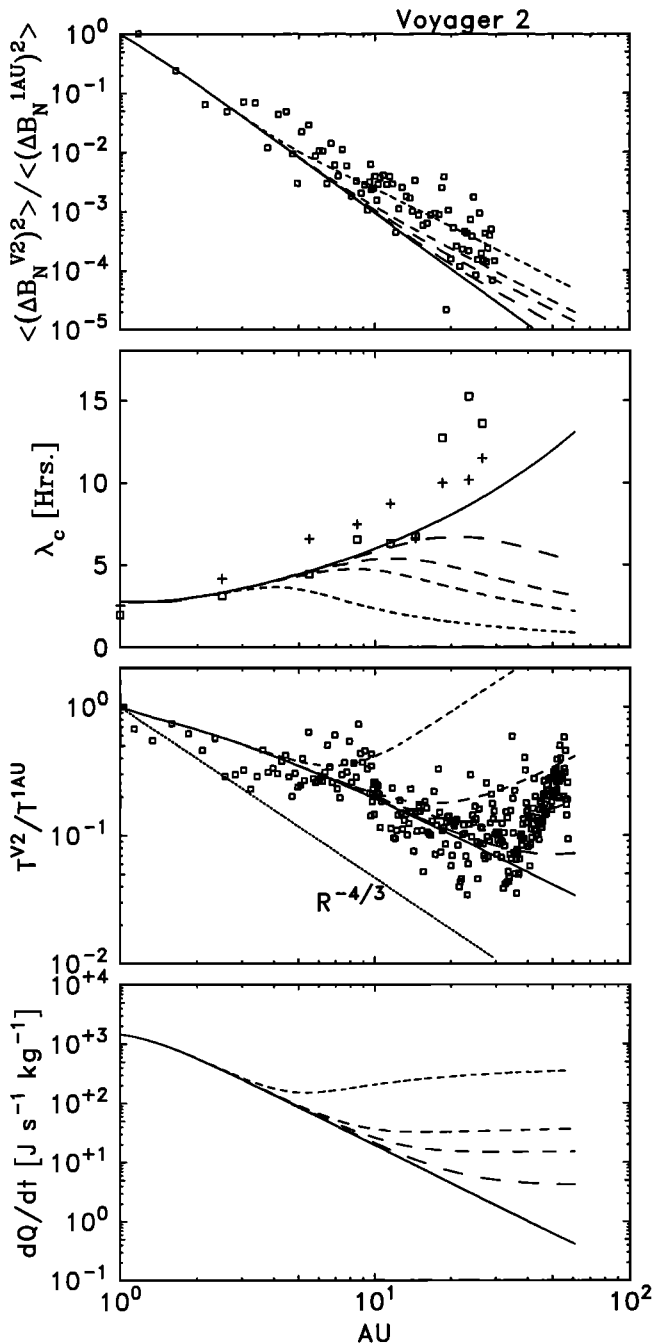 Voyager 2
<(ΔB_N^V2)²>/<(ΔB_N^1AU)²>
10^0
10^-1
10^-2
10^-3
10^-4
10^-5
λ_c [Hrs.]
15
10
5
0
T^V2/T^1AU
10^0
10^-1
10^-2
R^-4/3
dQ/dt [J s^-1 kg^-1]
10^+4
10^+3
10^+2
10^+1
10^0
10^-1
10^0 10^1 10^2
AU